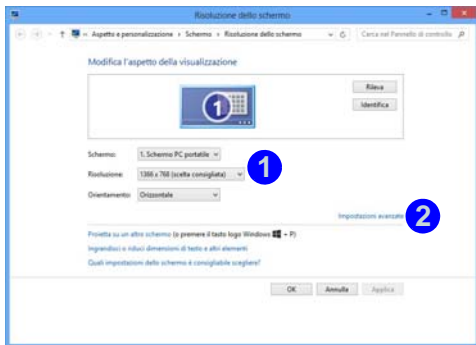 Risoluzione dello schermo
« Aspetto e personalizzazione › Schermo › Risoluzione dello schermo
Cerca nel Pannello di controllo
Modifica l'aspetto della visualizzazione
1
Rileva
Identifica
Schermo: 1. Schermo PC portatile
Risoluzione: 1366 x 768 (scelta consigliata)
1
Orientamento: Orizzontale
Impostazioni avanzate
2
Proietta su un altro schermo (o premere il tasto logo Windows + P)
Ingrandisci o riduci dimensioni di testo e altri elementi
Quali impostazioni dello schermo è consigliabile scegliere?
OK Annulla Applica